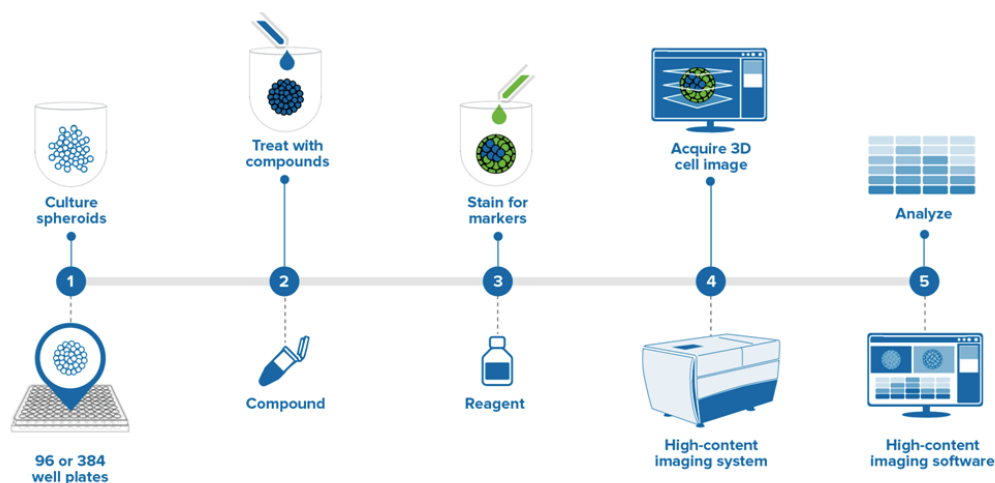 Culture
spheroids
Treat with
compounds
Stain for
markers
Acquire 3D
cell image
Analyze
1
2
3
4
5
96 or 384
well plates
Compound
Reagent
High-content
imaging system
High-content
imaging software